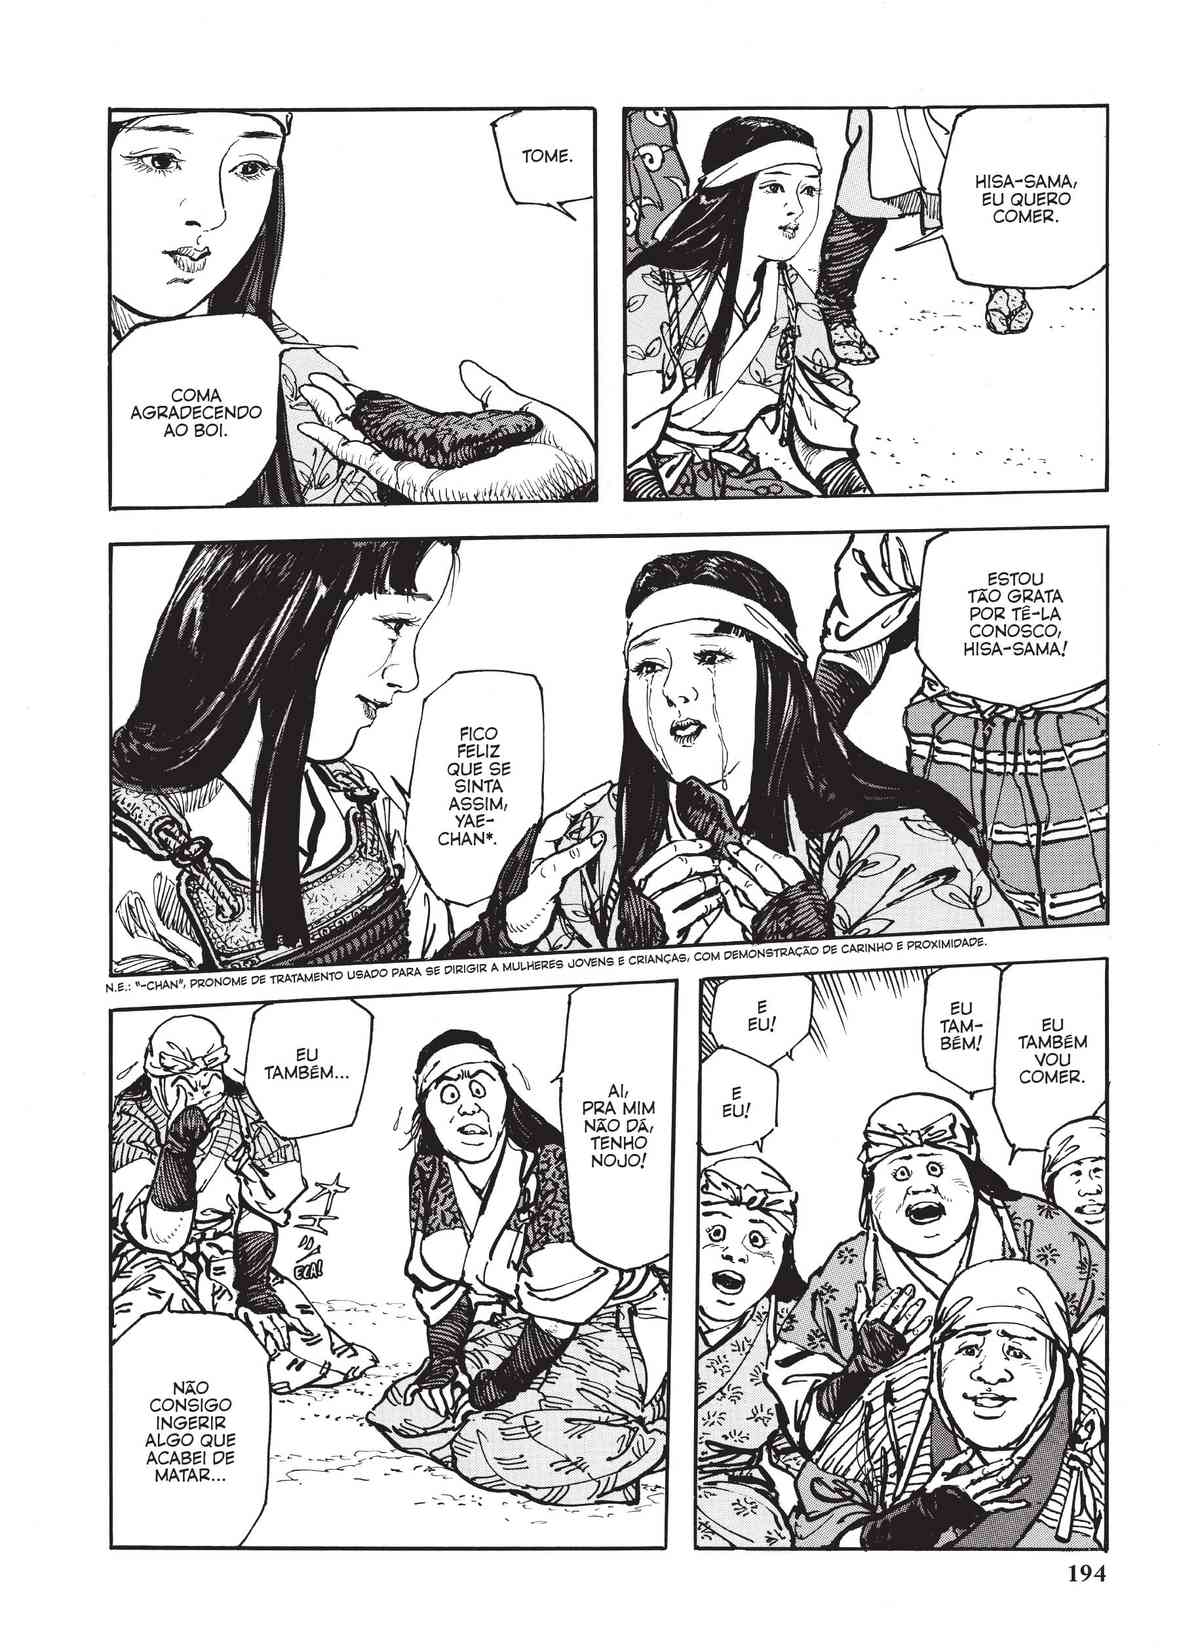 HISA-SAMA,
EU QUERO
COMER.
TOME.
COMA
AGRADECENDO
AO BOI.
ESTOU
TÃO GRATA
POR TÊ-LA
CONOSCO,
HISA-SAMA!
FICO
FELIZ
QUE SE
SINTA
ASSIM,
YAE-
CHAN*.
N.E.: "-CHAN", PRONOME DE TRATAMENTO USADO PARA SE DIRIGIR A MULHERES JOVENS E CRIANÇAS, COM DEMONSTRAÇÃO DE CARINHO E PROXIMIDADE.
EU
TAMBÉM
VOU
COMER.
EU
TAM-
BÉM!
E
EU!
E
EU!
AI,
PRA MIM
NÃO DÁ,
TENHO
NOJO!
EU
TAMBÉM...
ECA!
NÃO
CONSIGO
INGERIR
ALGO QUE
ACABEI DE
MATAR...
194